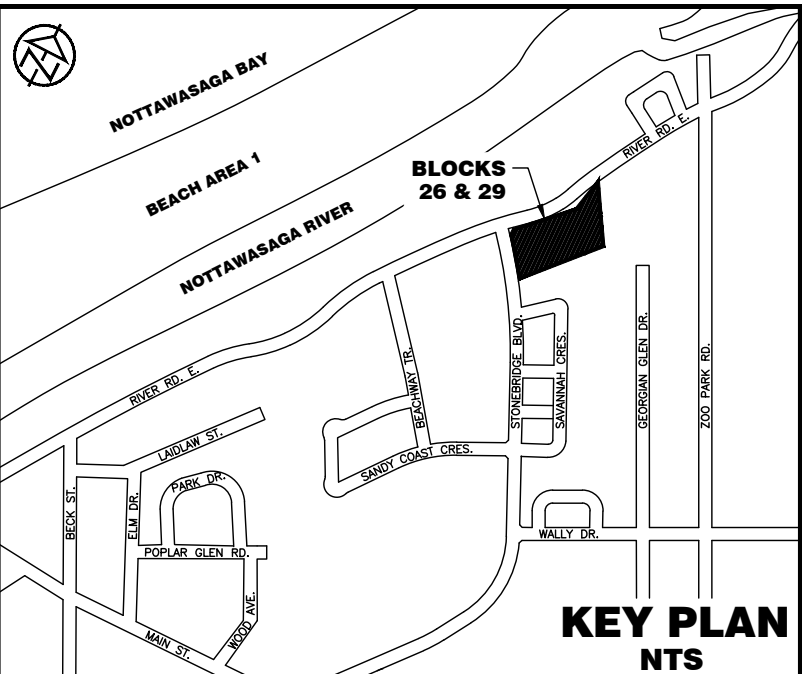 NOTTAWASAGA BAY
BEACH AREA 1
NOTTAWASAGA RIVER
BLOCKS
26 & 29
RIVER RD. E.
RIVER RD. E.
BEACHWAY TR.
STONEBRIDGE BLVD.
SAVANNAH CRES.
GEORGIAN GLEN DR.
ZOO PARK RD.
LAIDLAW ST.
SANDY COAST CRES.
PARK DR.
BECK ST.
ELM DR.
POPLAR GLEN RD.
WALLY DR.
WOOD AVE.
MAIN ST.
KEY PLAN
NTS